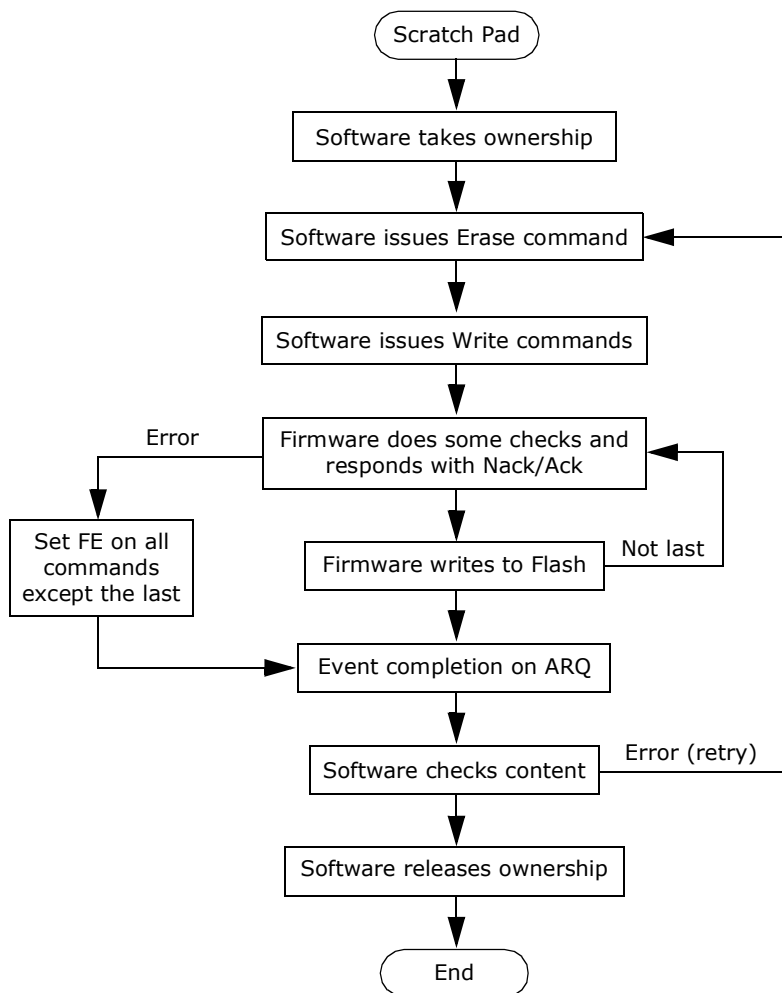 Scratch Pad
Software takes ownership
Software issues Erase command
Software issues Write commands
Error
Firmware does some checks and
responds with Nack/Ack
Set FE on all
commands
except the last
Firmware writes to Flash
Not last
Event completion on ARQ
Software checks content
Error (retry)
Software releases ownership
End